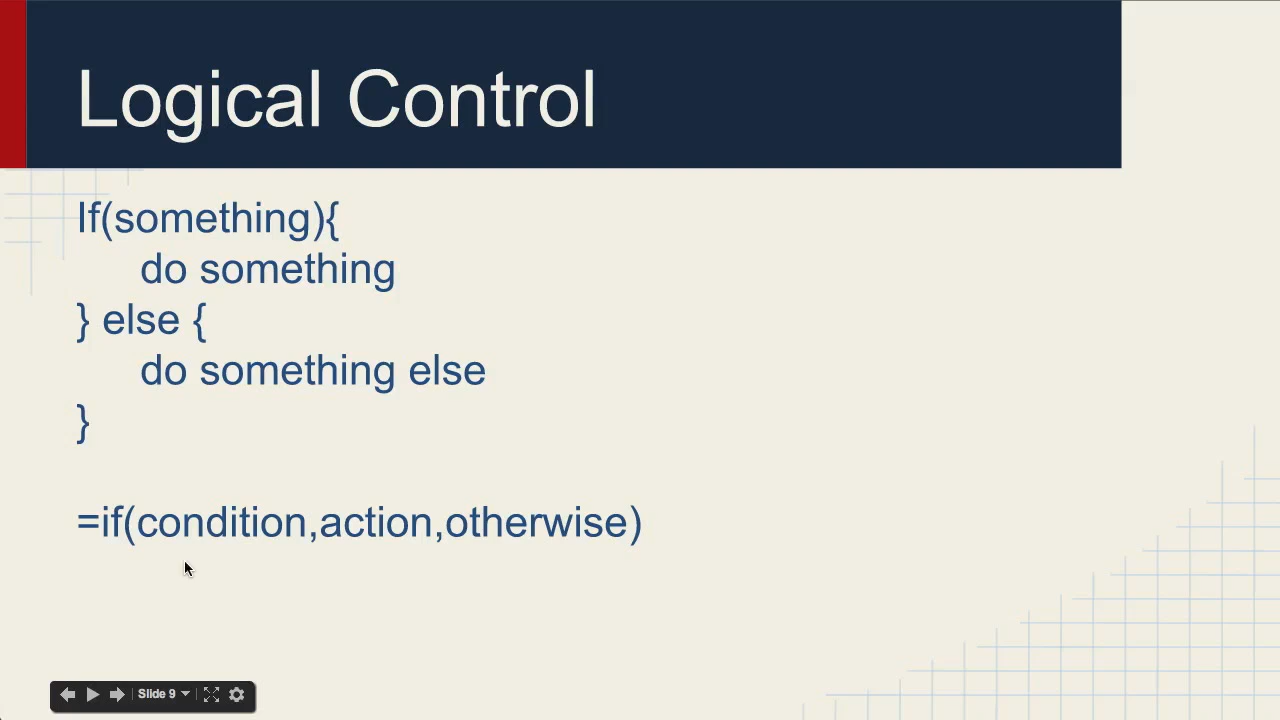 Logical Control
If(something){
do something
} else {
do something else
}
=if(condition,action,otherwise)
Slide 9